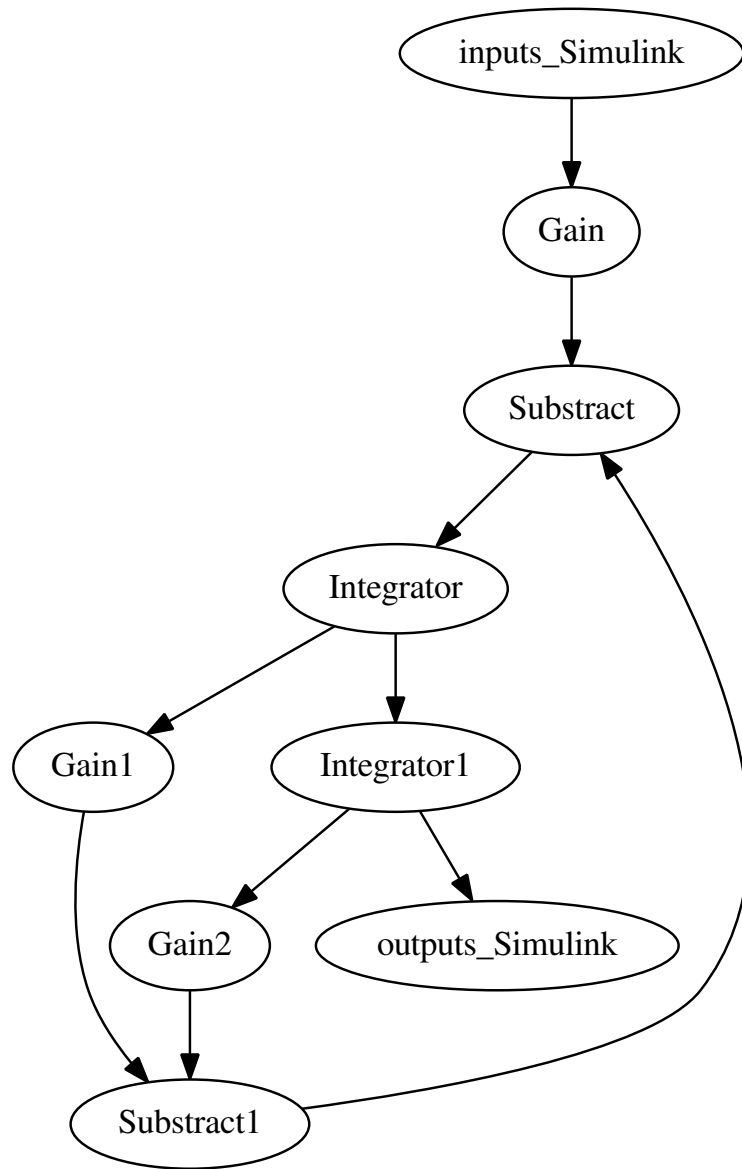 inputs_Simulink
Gain
Substract
Integrator
Gain1
Integrator1
Gain2
outputs_Simulink
Substract1